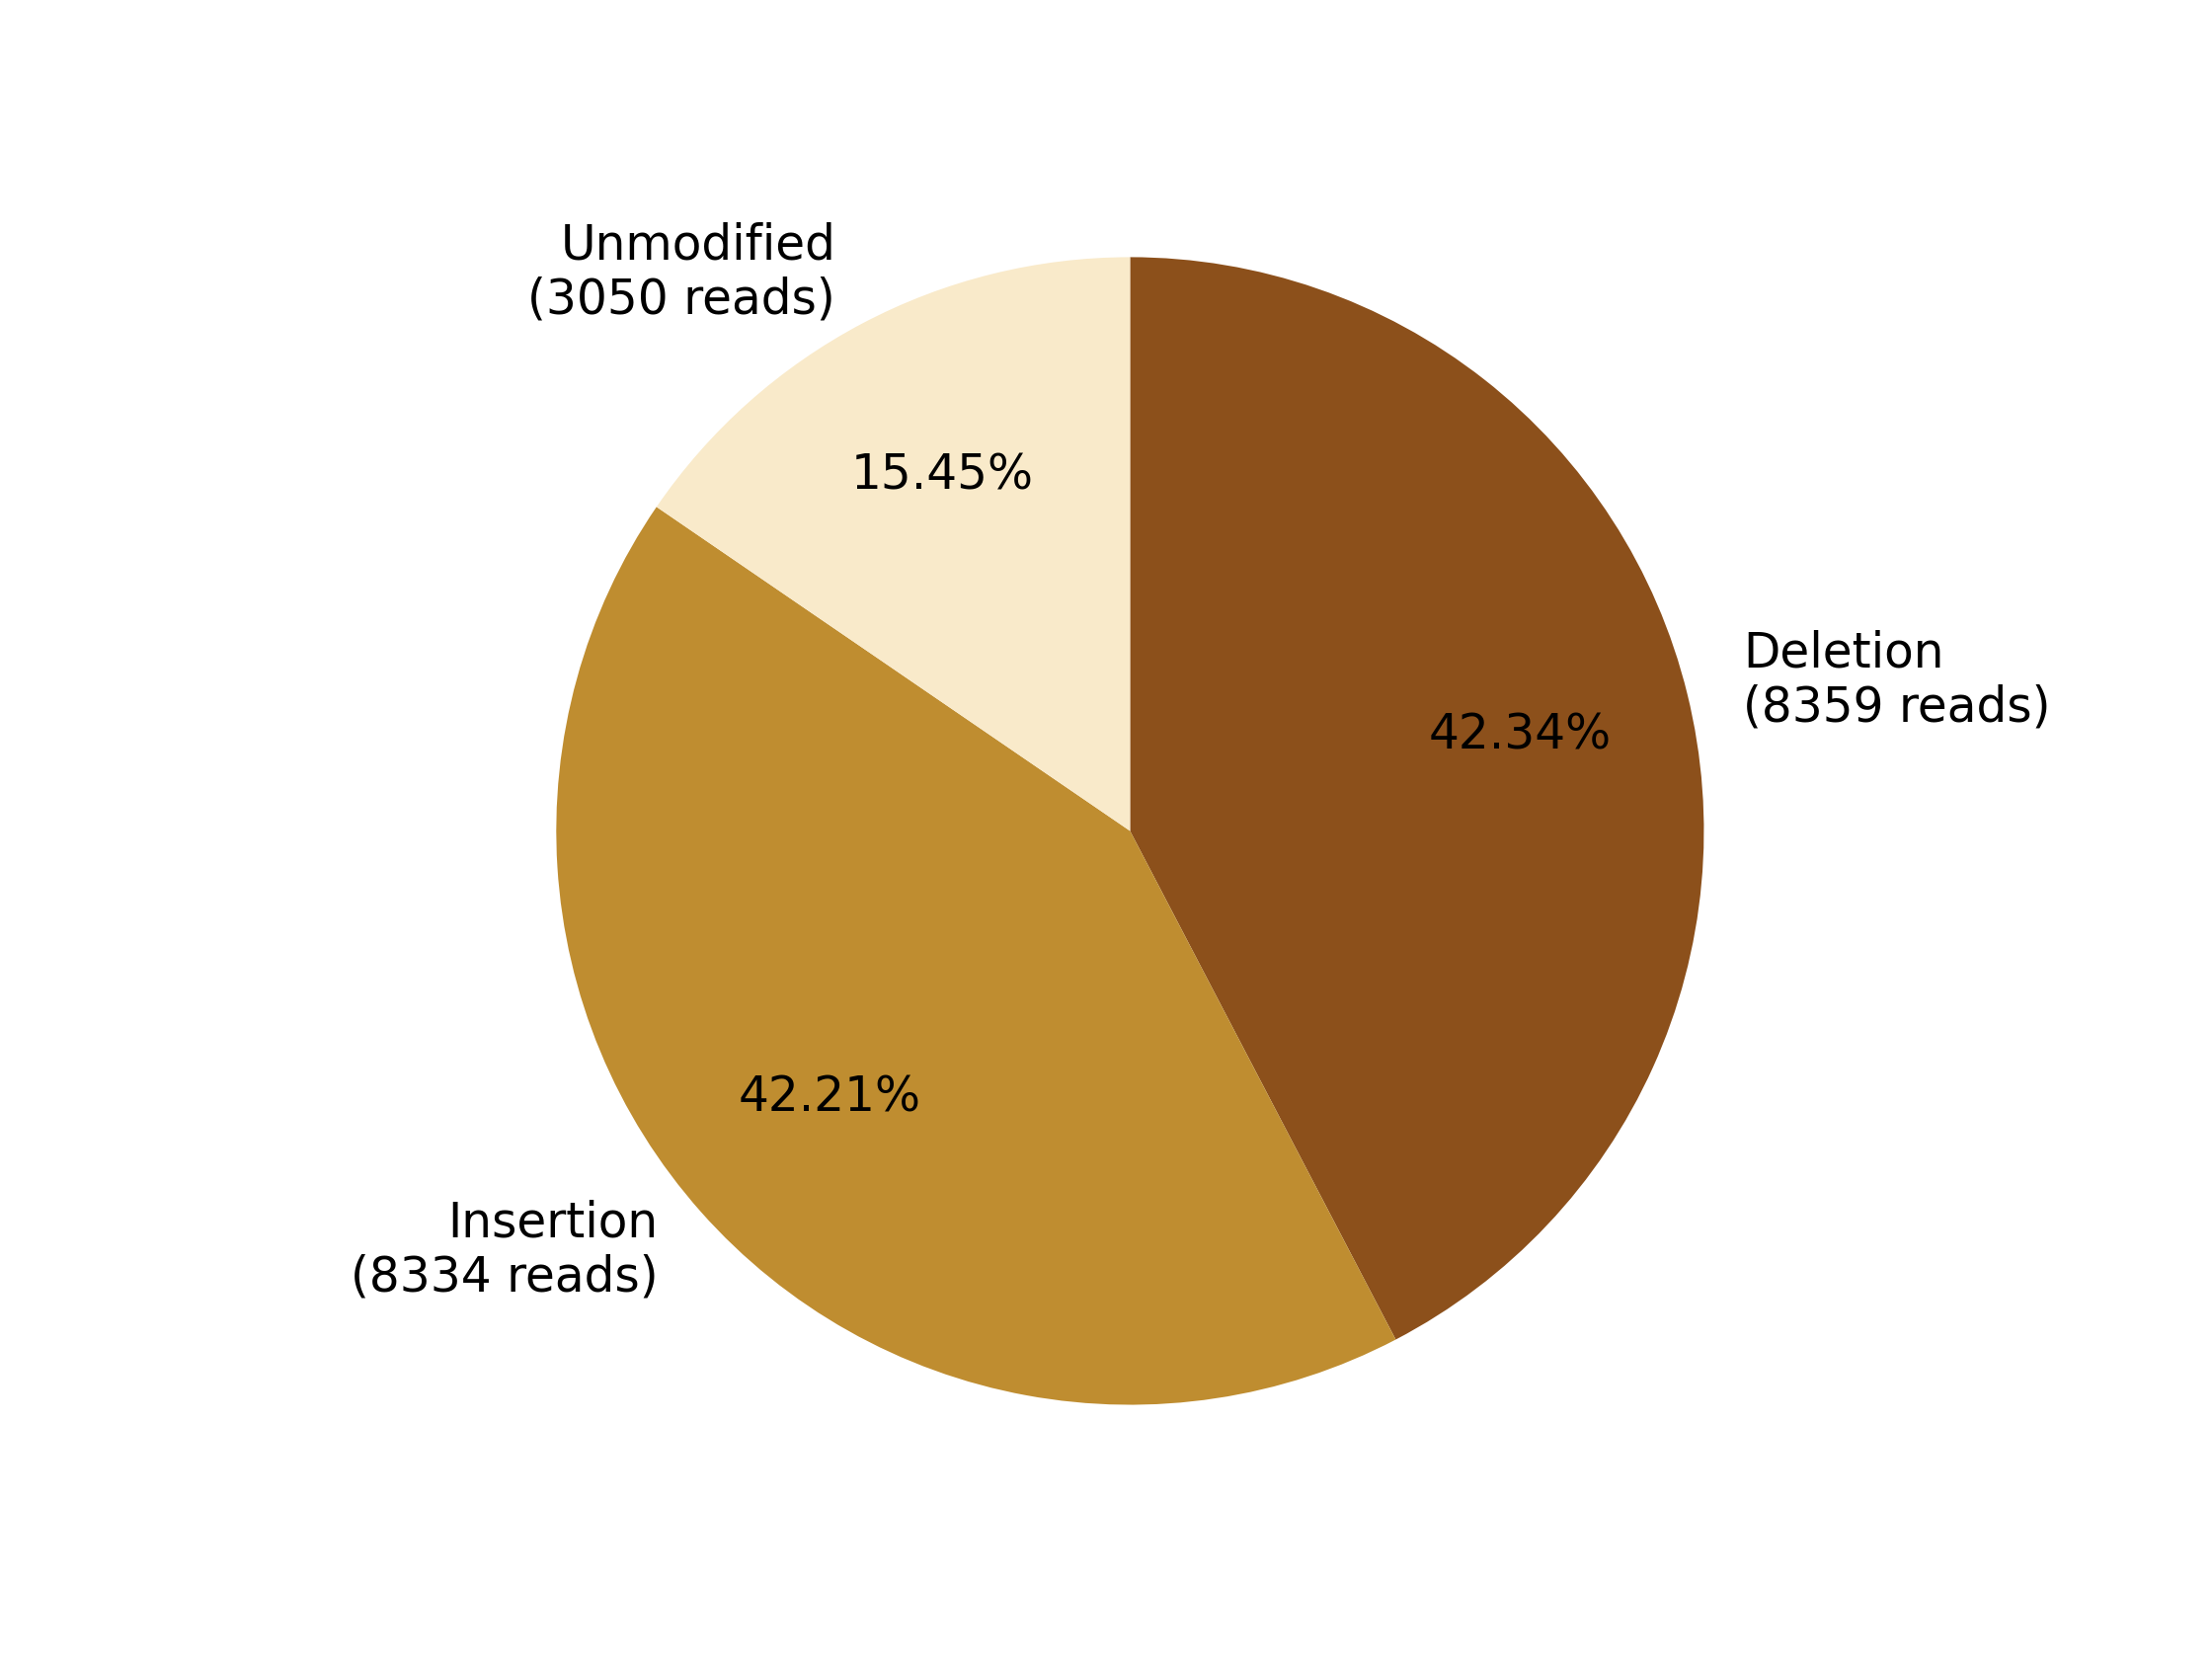 Unmodified
(3050 reads)
15.45%
Deletion
(8359 reads)
42.34%
42.21%
Insertion
(8334 reads)